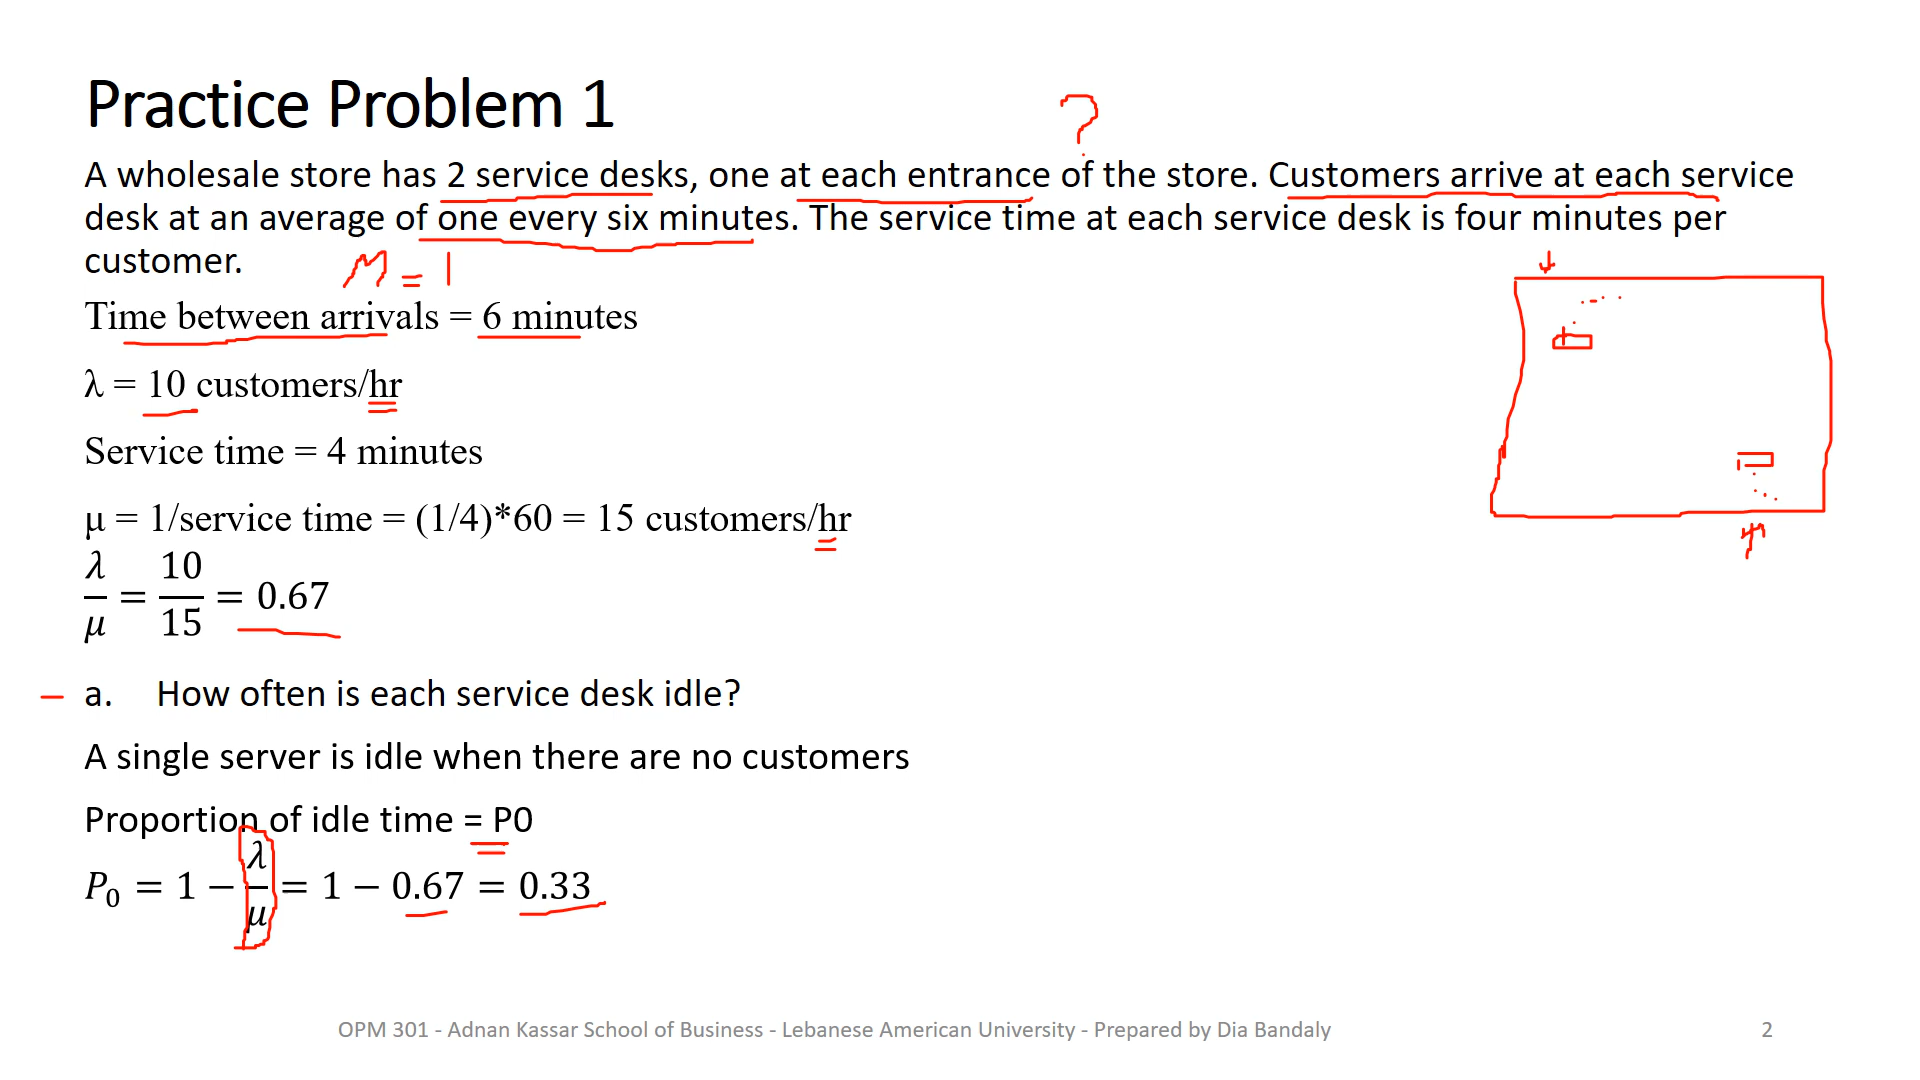 Practice Problem 1
?
A wholesale store has 2 service desks, one at each entrance of the store. Customers arrive at each service
desk at an average of one every six minutes. The service time at each service desk is four minutes per
customer.
M = 1
Time between arrivals = 6 minutes
λ = 10 customers/hr
Service time = 4 minutes
μ = 1/service time = (1/4)*60 = 15 customers/hr
λ/μ = 10/15 = 0.67
a. How often is each service desk idle?
A single server is idle when there are no customers
Proportion of idle time = P0
P₀ = 1 − λ/μ = 1 − 0.67 = 0.33
OPM 301 - Adnan Kassar School of Business - Lebanese American University - Prepared by Dia Bandaly
2